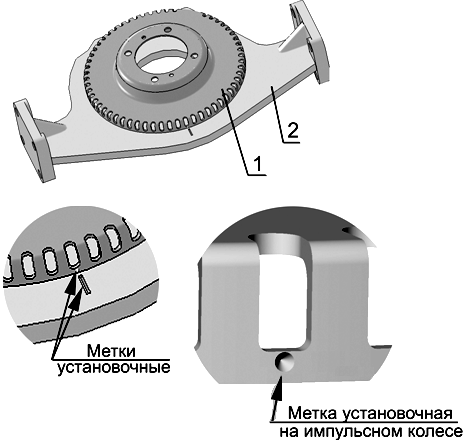 1
2
Метки
установочные
Метка установочная
на импульсном колесе